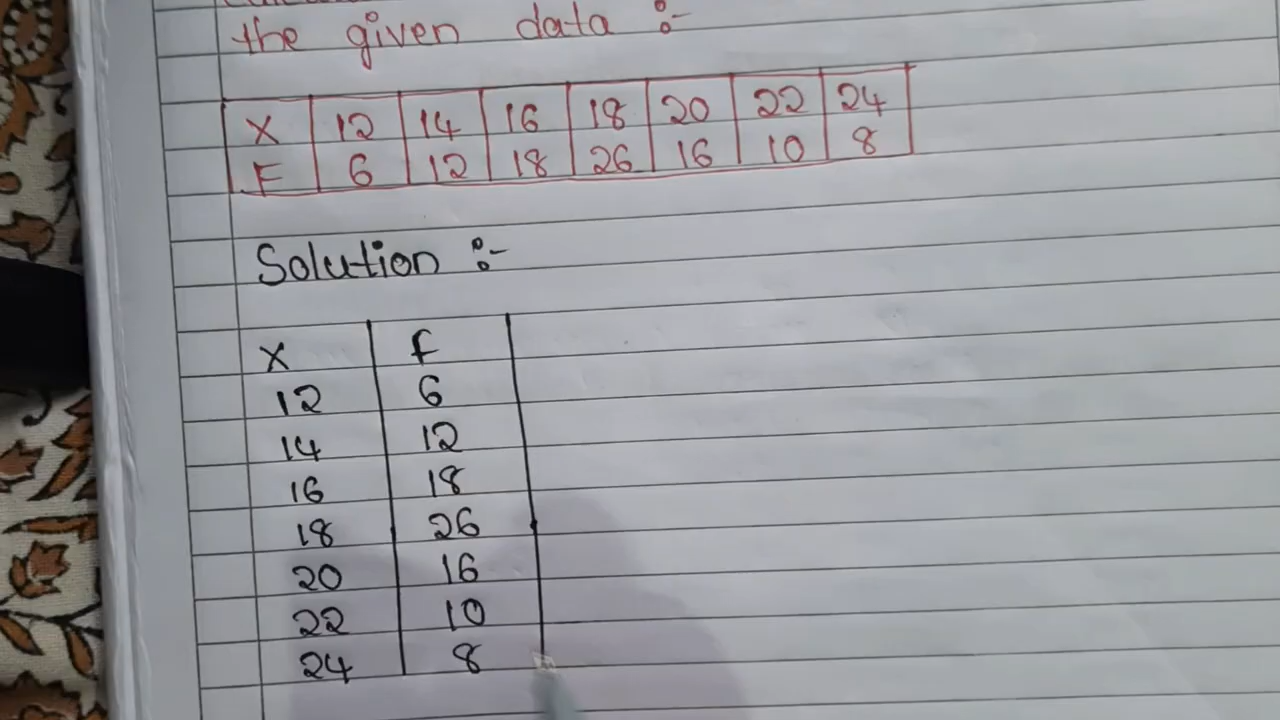 the given data :-
X 12 14 16 18 20 22 24
F 6 12 18 26 16 10 8
Solution :-
X f
12 6
14 12
16 18
18 26
20 16
22 10
24 8